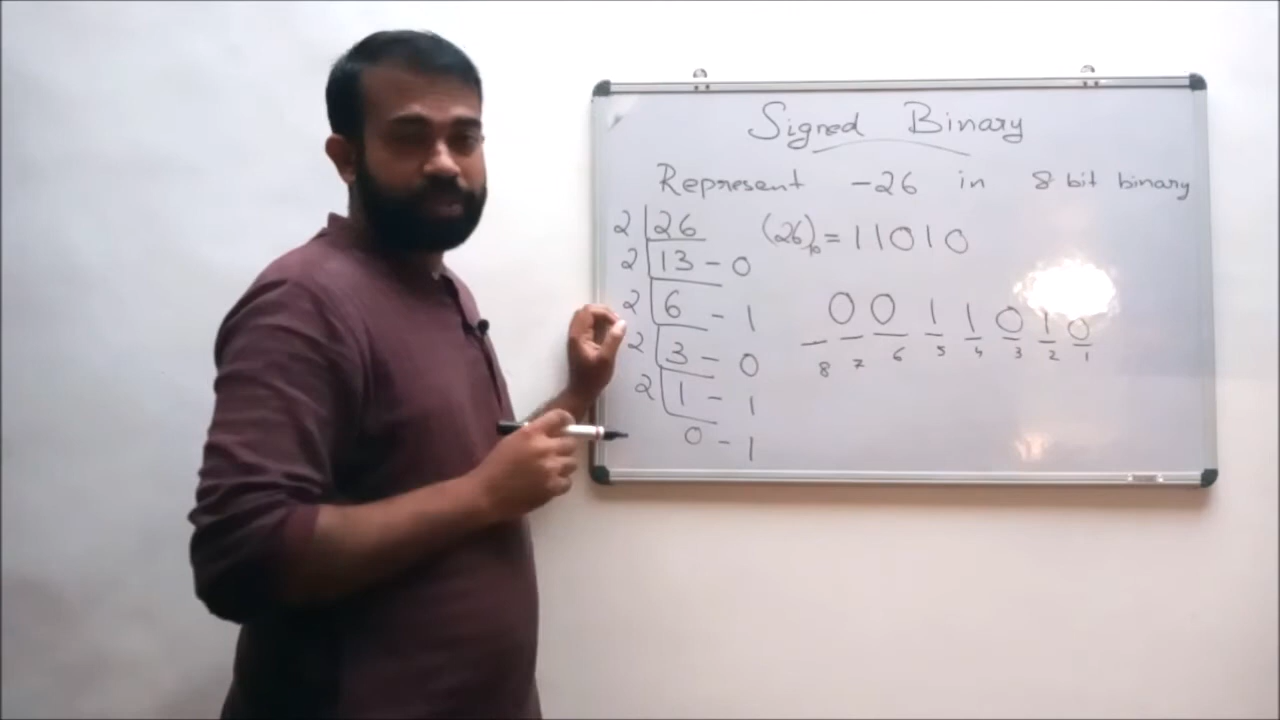 Signed Binary
Represent -26 in 8 bit binary
2 | 26
2 | 13 - 0
2 | 6 - 1
2 | 3 - 0
2 | 1 - 1
0 - 1
(26)₁₀ = 11010
0 0 1 1 0 1 0
8 7 6 5 4 3 2 1